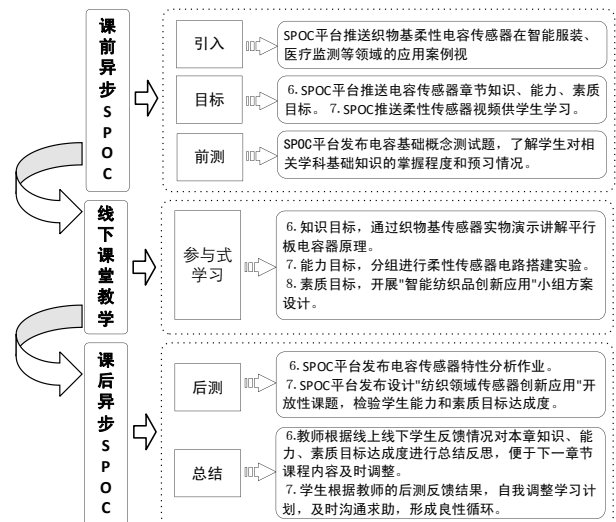 课前异步SPOC
引入
SPOC平台推送织物基柔性电容传感器在智能服装、
医疗监测等领域的应用案例视
目标
6. SPOC平台推送电容传感器章节知识、能力、素质
目标。 7. SPOC推送柔性传感器视频供学生学习。
前测
SPOC平台发布电容基础概念测试题，了解学生对相
关学科基础知识的掌握程度和预习情况。
线下课堂教学
参与式
学习
6. 知识目标，通过织物基传感器实物演示讲解平行
板电容器原理。
7. 能力目标，分组进行柔性传感器电路搭建实验。
8. 素质目标，开展"智能纺织品创新应用"小组方案
设计。
课后异步SPOC
后测
6. SPOC平台发布电容传感器特性分析作业。
7. SPOC平台发布设计"纺织领域传感器创新应用"开
放性课题，检验学生能力和素质目标达成度。
总结
6.教师根据线上线下学生反馈情况对本章知识、能
力、素质目标达成度进行总结反思，便于下一章节
课程内容及时调整。
7. 学生根据教师的后测反馈结果，自我调整学习计
划，及时沟通求助，形成良性循环。